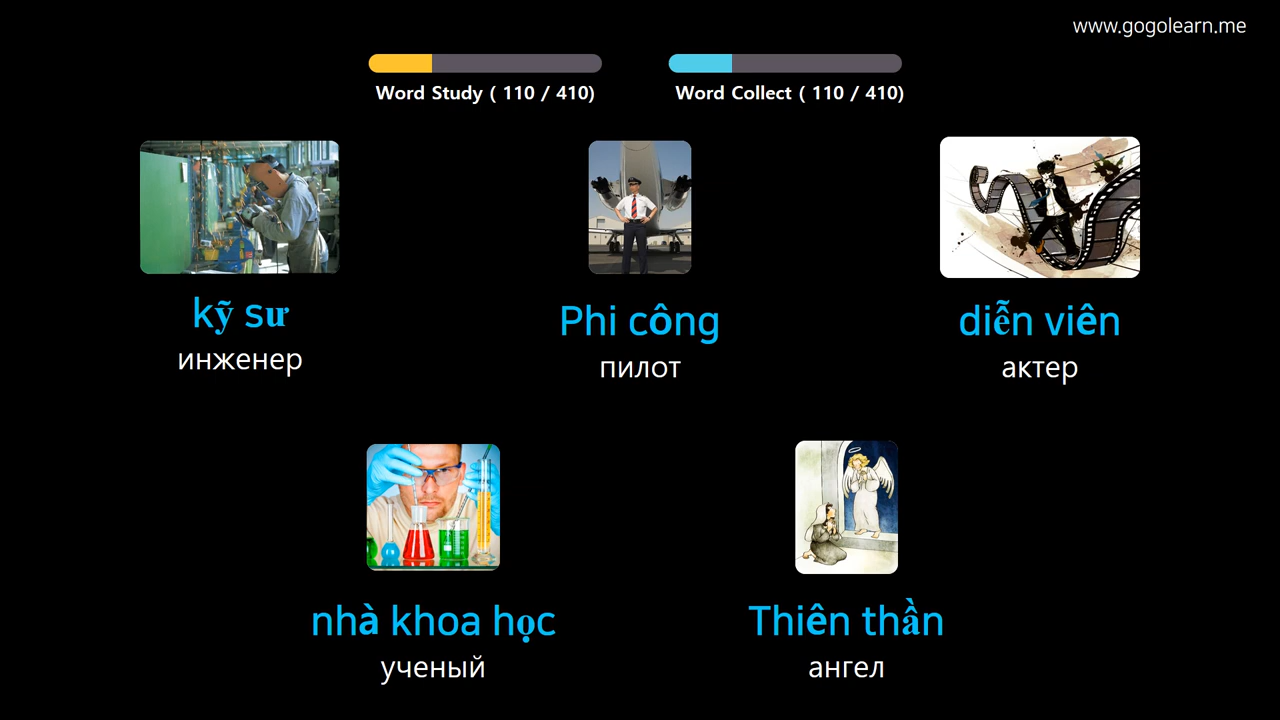 www.gogolearn.me
Word Study ( 110 / 410)
Word Collect ( 110 / 410)
kỹ sư
инженер
Phi công
пилот
diễn viên
актер
nhà khoa học
ученый
Thiên thần
ангел